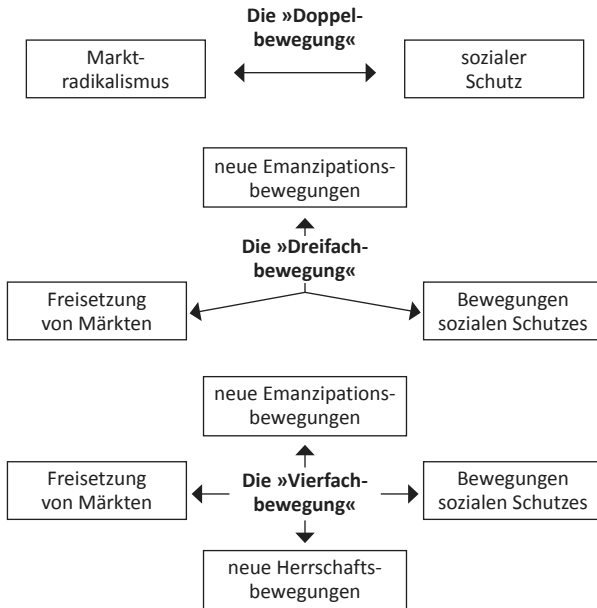 Die »Doppel-
bewegung«
Markt-
radikalismus
sozialer
Schutz
neue Emanzipations-
bewegungen
Die »Dreifach-
bewegung«
Freisetzung
von Märkten
Bewegungen
sozialen Schutzes
neue Emanzipations-
bewegungen
Freisetzung
von Märkten
Die »Vierfach-
bewegung«
Bewegungen
sozialen Schutzes
neue Herrschafts-
bewegungen